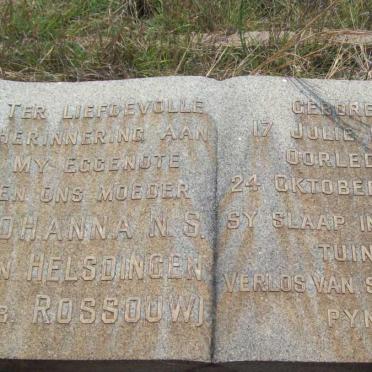 TER LIEFDEVOLLE
HERINNERING AAN
MY EGGENOTE
EN ONS MOEDER
JOHANNA N.S.
VAN HELSDINGEN
ROSSOUW)
GEBORE
17 JULIE
OORLED
24 OKTOBER
SY SLAAP IN
TUIN
VERLOS VAN S
PYN